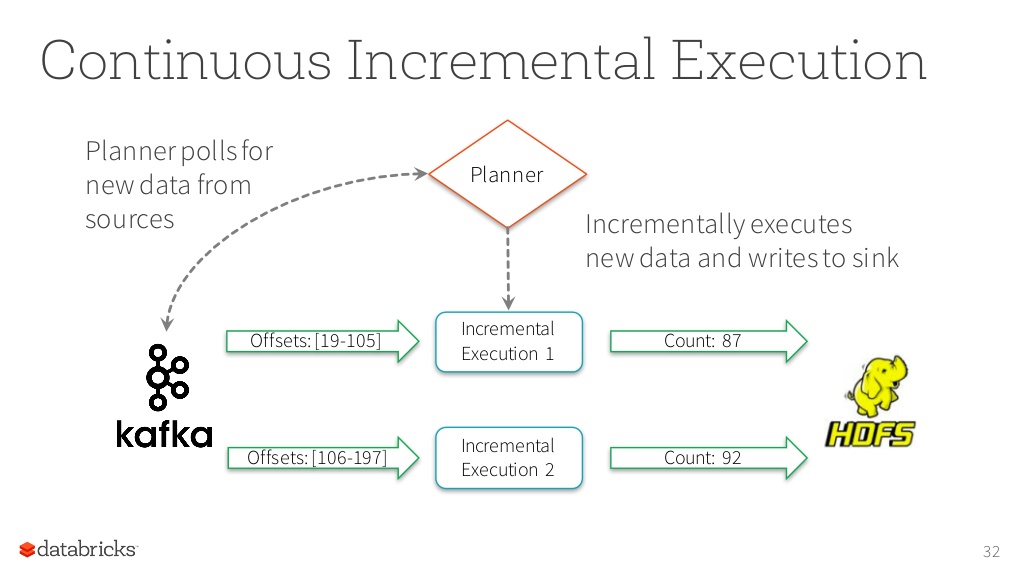 Continuous Incremental Execution
Planner polls for
new data from
sources
Planner
Incrementally executes
new data and writes to sink
Offsets: [19-105]
Incremental
Execution 1
Count: 87
kafka
HDFS
Offsets: [106-197]
Incremental
Execution 2
Count: 92
databricks
32